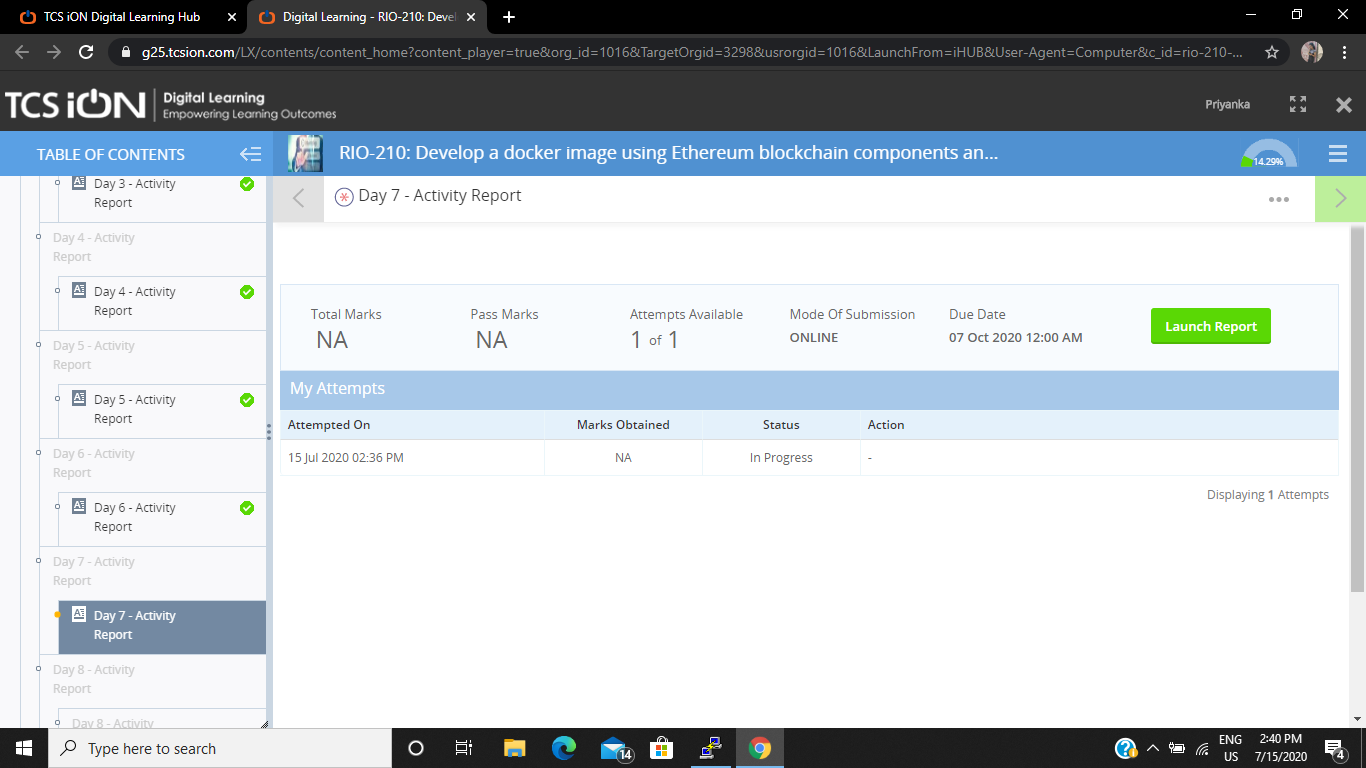 TCS iON Digital Learning Hub
Digital Learning - RIO-210: Devel
g25.tcsion.com/LX/contents/content_home?content_player=true&org_id=1016&TargetOrgid=3298&usrorgid=1016&LaunchFrom=iHUB&User-Agent=Computer&c_id=rio-210-...
TCS iON
Digital Learning
Empowering Learning Outcomes
Priyanka
TABLE OF CONTENTS
RIO-210: Develop a docker image using Ethereum blockchain components an...
14.29%
Day 3 - Activity
Report
Day 4 - Activity
Report
Day 4 - Activity
Report
Day 5 - Activity
Report
Day 5 - Activity
Report
Day 6 - Activity
Report
Day 6 - Activity
Report
Day 7 - Activity
Report
Day 7 - Activity
Report
Day 8 - Activity
Report
Day 8 - Activity
Day 7 - Activity Report
Total Marks
NA
Pass Marks
NA
Attempts Available
1 of 1
Mode Of Submission
ONLINE
Due Date
07 Oct 2020 12:00 AM
Launch Report
My Attempts
Attempted On Marks Obtained Status Action
15 Jul 2020 02:36 PM NA In Progress -
Displaying 1 Attempts
Type here to search
14
ENG
US
2:40 PM
7/15/2020
4